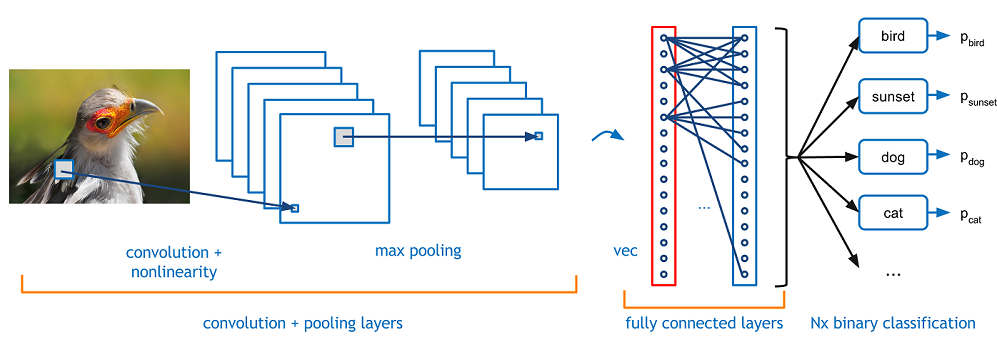 bird
p_bird
sunset
p_sunset
dog
p_dog
cat
p_cat
...
...
convolution +
nonlinearity
max pooling
vec
convolution + pooling layers
fully connected layers
Nx binary classification